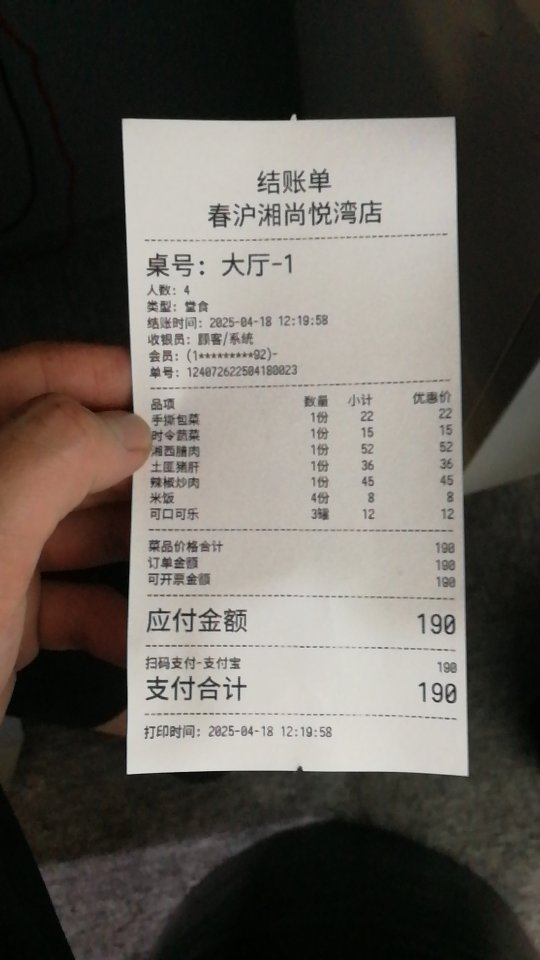 结账单
春沪湘尚悦湾店
桌号: 大厅-1
人数: 4
类型: 堂食
结账时间: 2025-04-18 12:19:58
收银员: 顾客/系统
会员: (1*********92)-
单号: 124072622504180023
品项 数量 小计 优惠价
手撕包菜 1份 22 22
时令蔬菜 1份 15 15
湘西腊肉 1份 52 52
土匪猪肝 1份 36 36
辣椒炒肉 1份 45 45
米饭 4份 8 8
可口可乐 3罐 12 12
菜品价格合计 190
订单金额 190
可开票金额 190
应付金额 190
扫码支付-支付宝 190
支付合计 190
打印时间: 2025-04-18 12:19:58